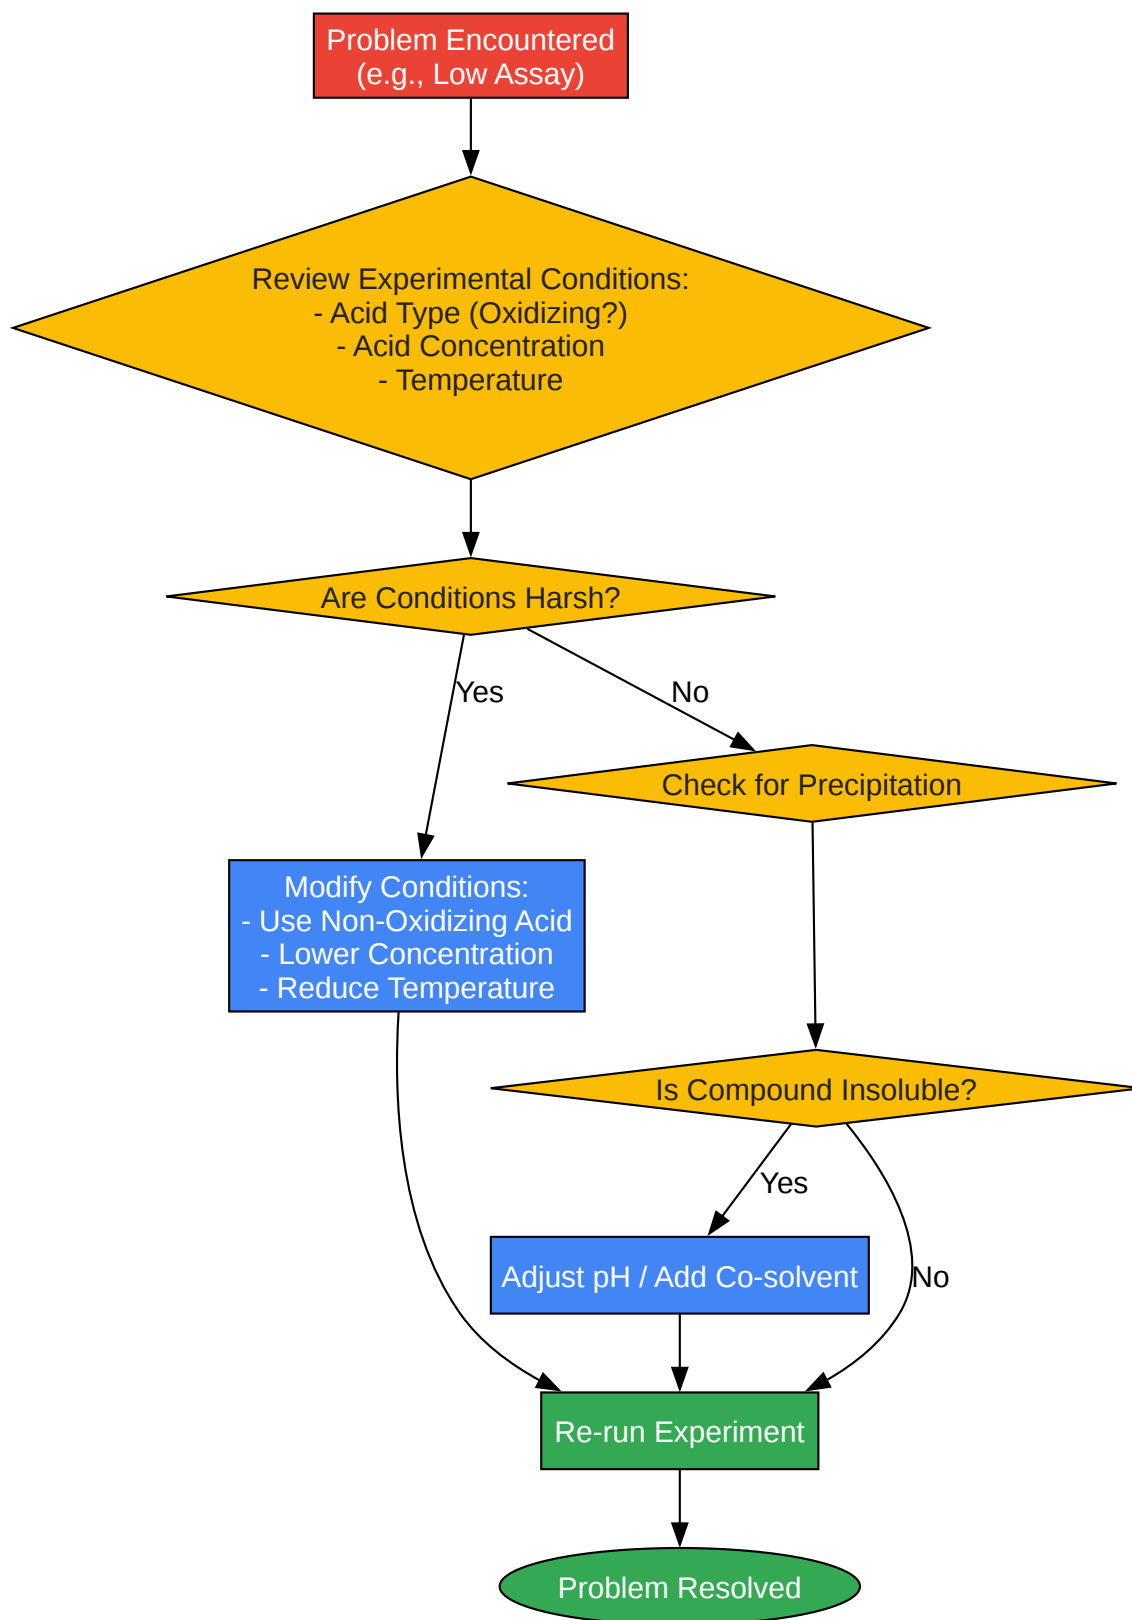 Problem Encountered
(e.g., Low Assay)
Review Experimental Conditions:
- Acid Type (Oxidizing?)
- Acid Concentration
- Temperature
Are Conditions Harsh?
Yes
No
Check for Precipitation
Modify Conditions:
- Use Non-Oxidizing Acid
- Lower Concentration
- Reduce Temperature
Is Compound Insoluble?
Yes
No
Adjust pH / Add Co-solvent
Re-run Experiment
Problem Resolved